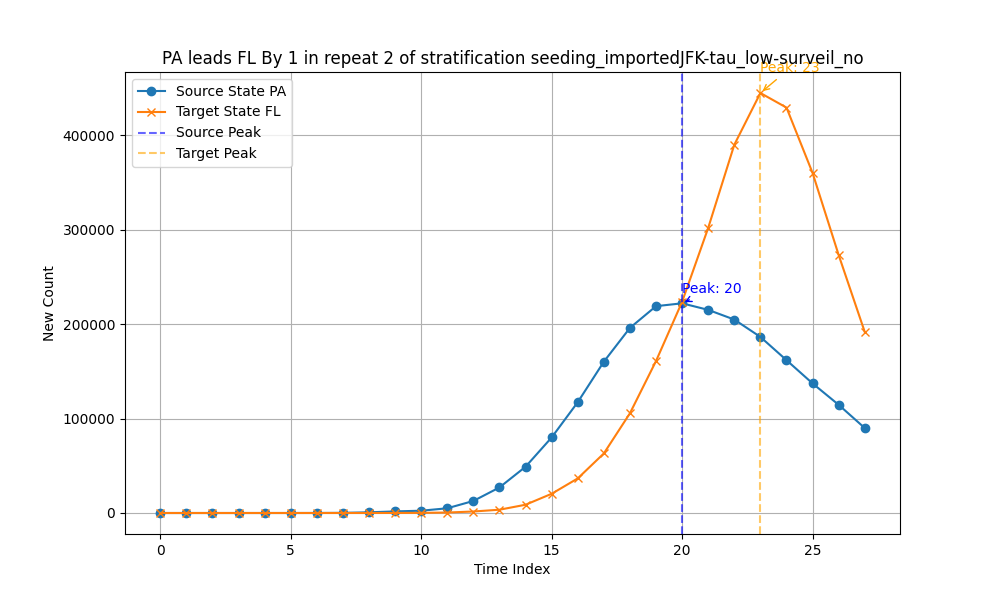 PA leads FL By 1 in repeat 2 of stratification seeding_importedJFK-tau_low-surveil_no
Peak: 23
Source State PA
Target State FL
Source Peak
Target Peak
400000
300000
Peak: 20
200000
100000
0
New Count
0 5 10 15 20 25
Time Index